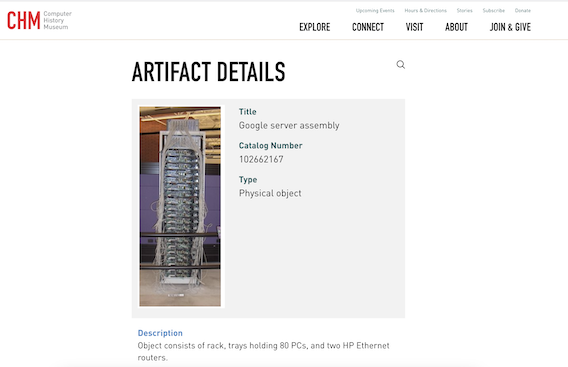 CHM Computer
History
Museum
Upcoming Events Hours & Directions Stories Subscribe Donate
EXPLORE CONNECT VISIT ABOUT JOIN & GIVE
ARTIFACT DETAILS
Title
Google server assembly
Catalog Number
102662167
Type
Physical object
Description
Object consists of rack, trays holding 80 PCs, and two HP Ethernet
routers.